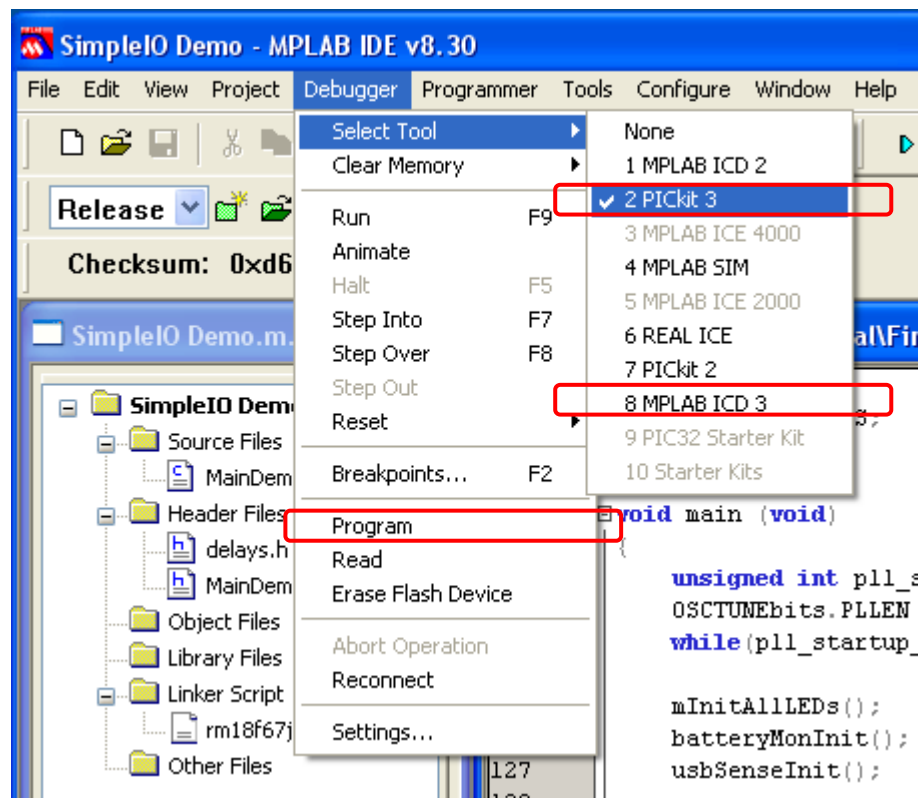 SimpleIO Demo - MPLAB IDE v8.30
File Edit View Project Debugger Programmer Tools Configure Window Help
Release
Checksum: 0xd6
Select Tool
Clear Memory
Run F9
Animate
Halt F5
Step Into F7
Step Over F8
Step Out
Reset
Breakpoints... F2
Program
Read
Erase Flash Device
Abort Operation
Reconnect
Settings...
None
1 MPLAB ICD 2
2 PICkit 3
3 MPLAB ICE 4000
4 MPLAB SIM
5 MPLAB ICE 2000
6 REAL ICE
7 PICkit 2
8 MPLAB ICD 3
9 PIC32 Starter Kit
10 Starter Kits
SimpleIO Demo.m
SimpleIO Dem
Source Files
MainDem
Header Files
delays.h
MainDem
Object Files
Library Files
Linker Script
rm18f67j
Other Files
al\Fir
S;
void main (void)
{
unsigned int pll_s
OSCTUNEbits.PLLEN
while(pll_startup_
mInitAllLEDs();
batteryMonInit();
127
usbSenseInit();